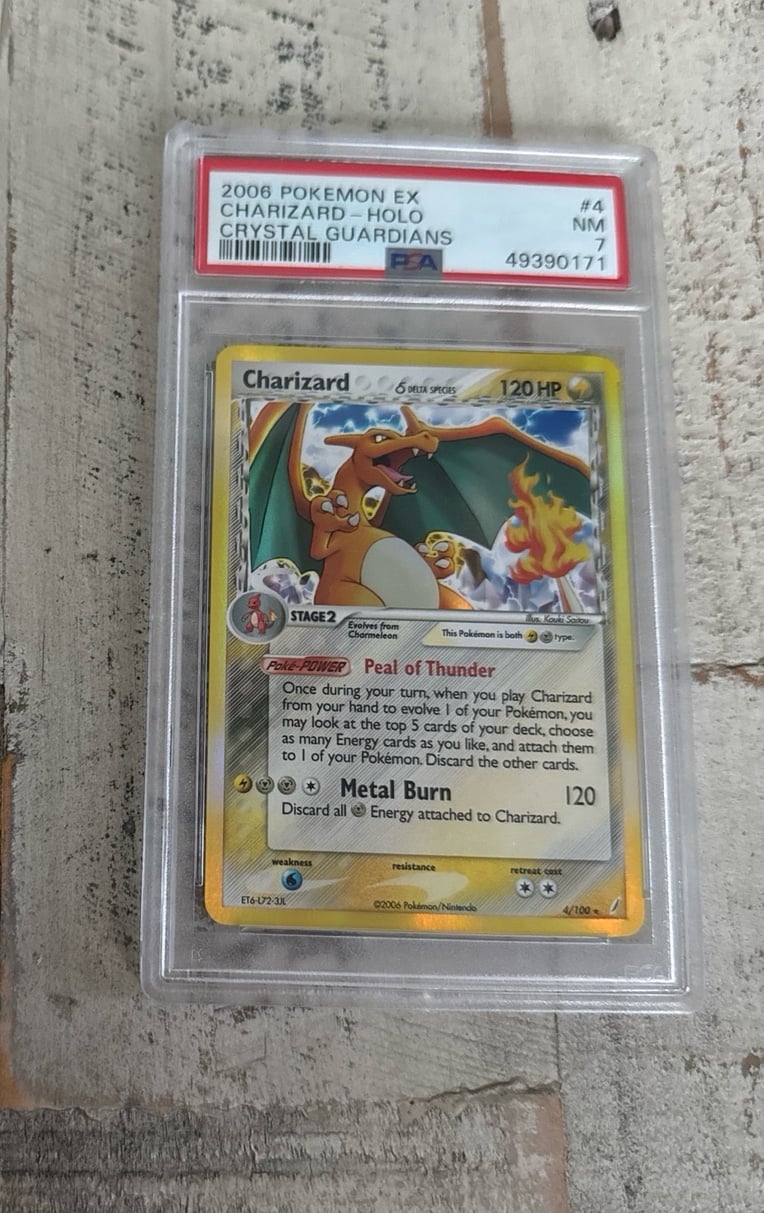 2006 POKEMON EX #4
CHARIZARD - HOLO NM
CRYSTAL GUARDIANS 7
PSA 49390171
Charizard δ DELTA SPECIES 120 HP
STAGE 2
Evolves from
Charmeleon
illus. Kouki Saitou
This Pokémon is both type.
Poké-POWER Peal of Thunder
Once during your turn, when you play Charizard
from your hand to evolve 1 of your Pokémon, you
may look at the top 5 cards of your deck, choose
as many Energy cards as you like, and attach them
to 1 of your Pokémon. Discard the other cards.
Metal Burn 120
Discard all Energy attached to Charizard.
weakness resistance retreat cost
ET6-L72-3JL ©2006 Pokémon/Nintendo 4/100